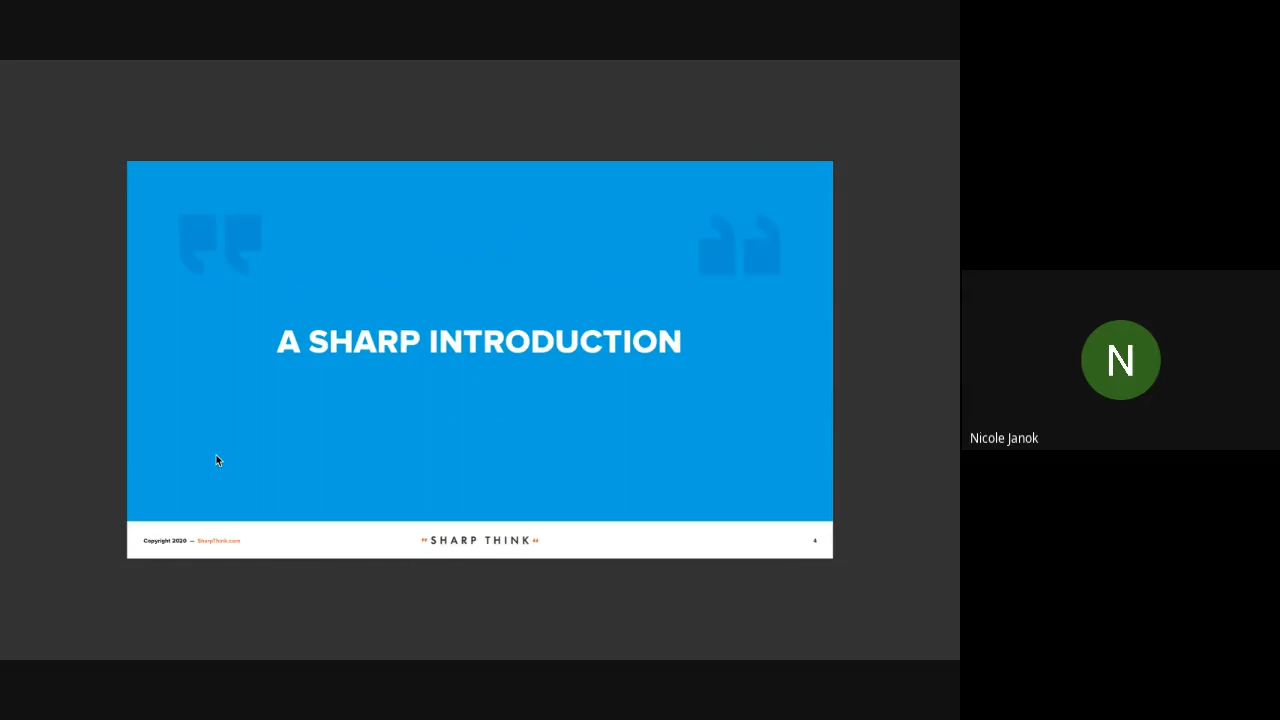 A SHARP INTRODUCTION
N
Nicole Janok
Copyright 2020 — SharpThink.com
" SHARP THINK "
4